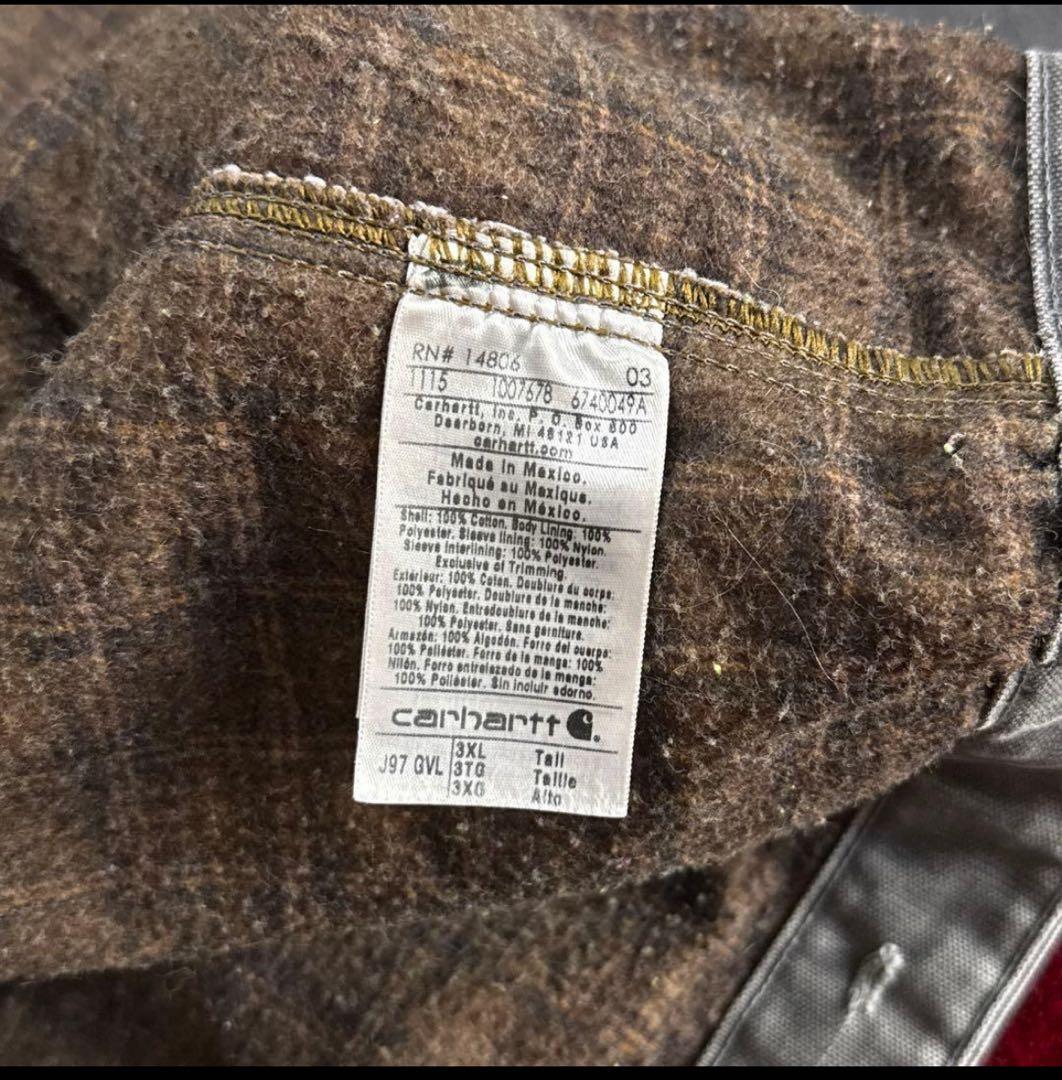 RN# 14806 03
1115 1007678 6740049A
Carhartt, Inc. P. O. Box 600
Dearborn, MI 48121 USA
carhartt.com
Made in Mexico.
Fabriqué au Mexique.
Hecho en México.
Shell: 100% Cotton. Body Lining: 100%
Polyester. Sleeve lining: 100% Nylon.
Sleeve interlining: 100% Polyester.
Exclusive of Trimming.
Extérieur: 100% Coton. Doublure du corps:
100% Polyester. Doublure de la manche:
100% Nylon. Entredoublure de la manche:
100% Polyester. Sans garniture.
Armazón: 100% Algodón. Forro del cuerpo:
100% Poliéster. Forro de la manga: 100%
Nilón. Forro entrelazado de la manga:
100% Poliéster. Sin incluir adorno.
carhartt
J97 GVL 3XL Tall
3TG Taille
3XG Alto